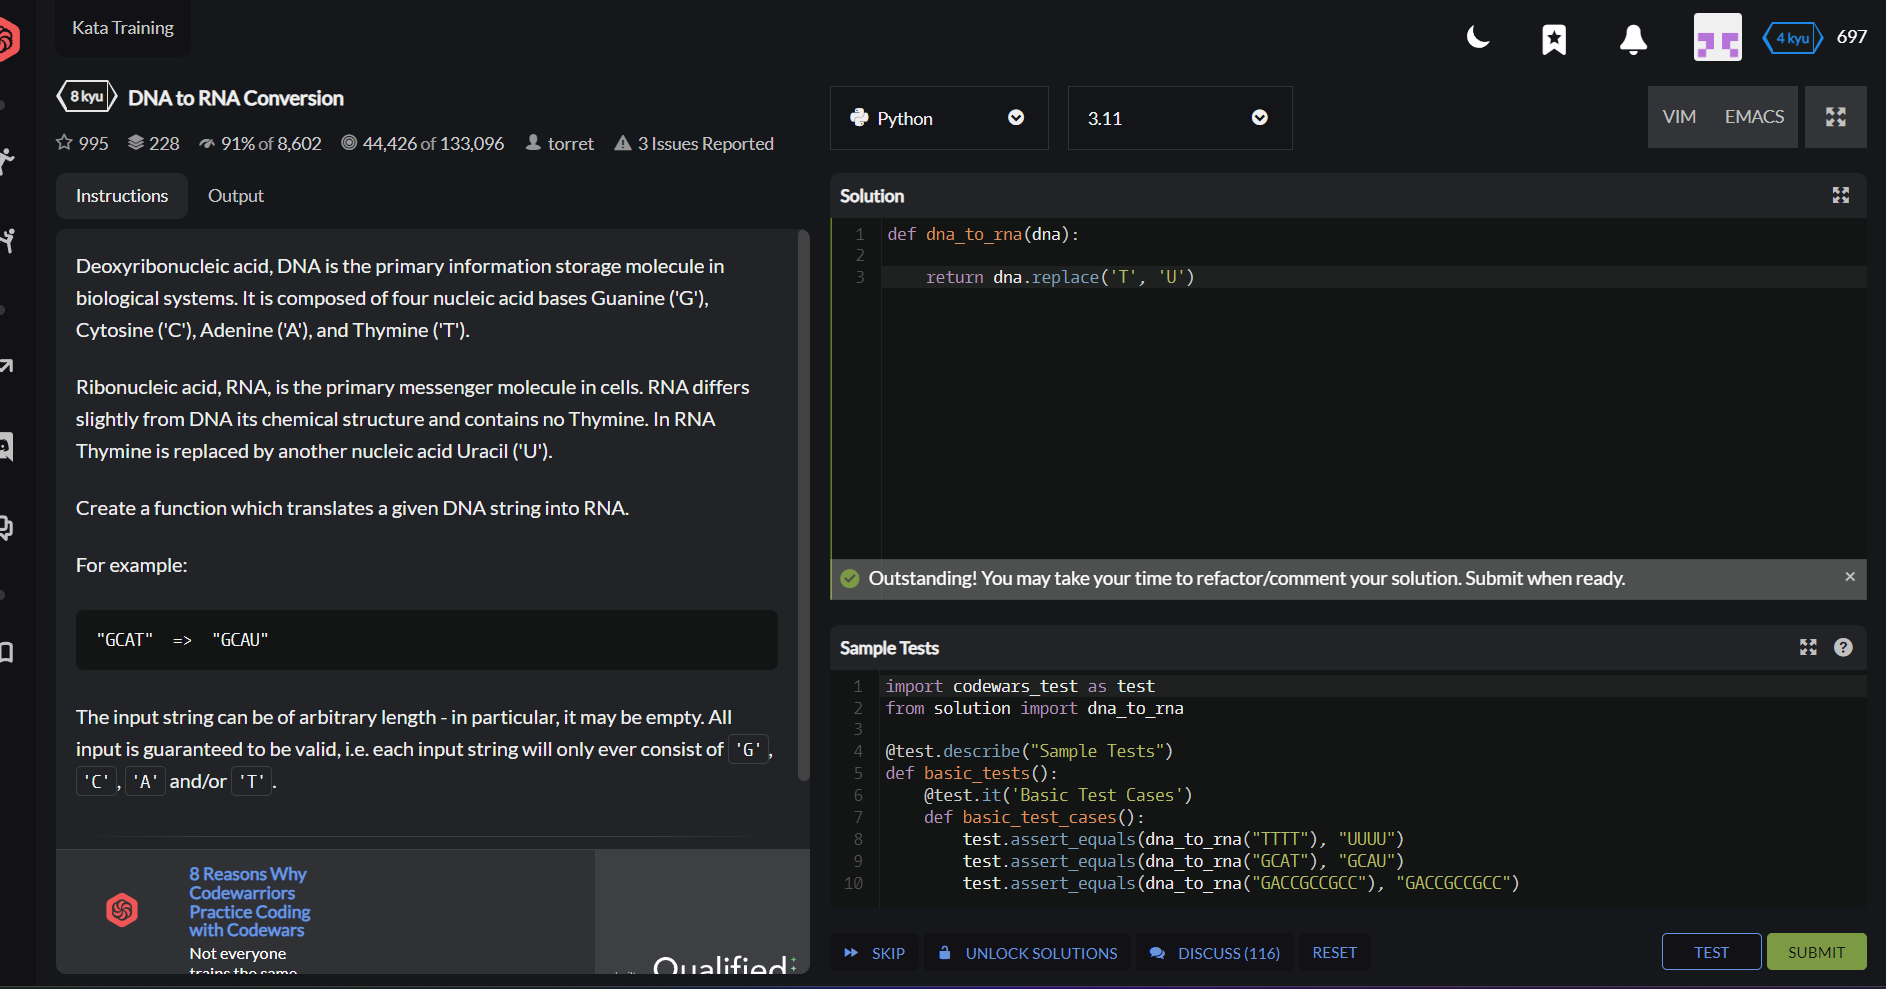 Kata Training
4 kyu
697
8 kyu
DNA to RNA Conversion
995
228
91% of 8,602
44,426 of 133,096
torret
3 Issues Reported
Instructions
Output
Deoxyribonucleic acid, DNA is the primary information storage molecule in
biological systems. It is composed of four nucleic acid bases Guanine ('G'),
Cytosine ('C'), Adenine ('A'), and Thymine ('T').
Ribonucleic acid, RNA, is the primary messenger molecule in cells. RNA differs
slightly from DNA its chemical structure and contains no Thymine. In RNA
Thymine is replaced by another nucleic acid Uracil ('U').
Create a function which translates a given DNA string into RNA.
For example:
"GCAT"  =>  "GCAU"
The input string can be of arbitrary length - in particular, it may be empty. All
input is guaranteed to be valid, i.e. each input string will only ever consist of 'G',
'C', 'A' and/or 'T'.
8 Reasons Why
Codewarriors
Practice Coding
with Codewars
Not everyone
trains the same
Qualified
Python
3.11
VIM
EMACS
Solution
1 def dna_to_rna(dna):
2
3     return dna.replace('T', 'U')
Outstanding! You may take your time to refactor/comment your solution. Submit when ready.
×
Sample Tests
?
1 import codewars_test as test
2 from solution import dna_to_rna
3
4 @test.describe("Sample Tests")
5 def basic_tests():
6     @test.it('Basic Test Cases')
7     def basic_test_cases():
8         test.assert_equals(dna_to_rna("TTTT"), "UUUU")
9         test.assert_equals(dna_to_rna("GCAT"), "GCAU")
10         test.assert_equals(dna_to_rna("GACCGCCGCC"), "GACCGCCGCC")
SKIP
UNLOCK SOLUTIONS
DISCUSS (116)
RESET
TEST
SUBMIT